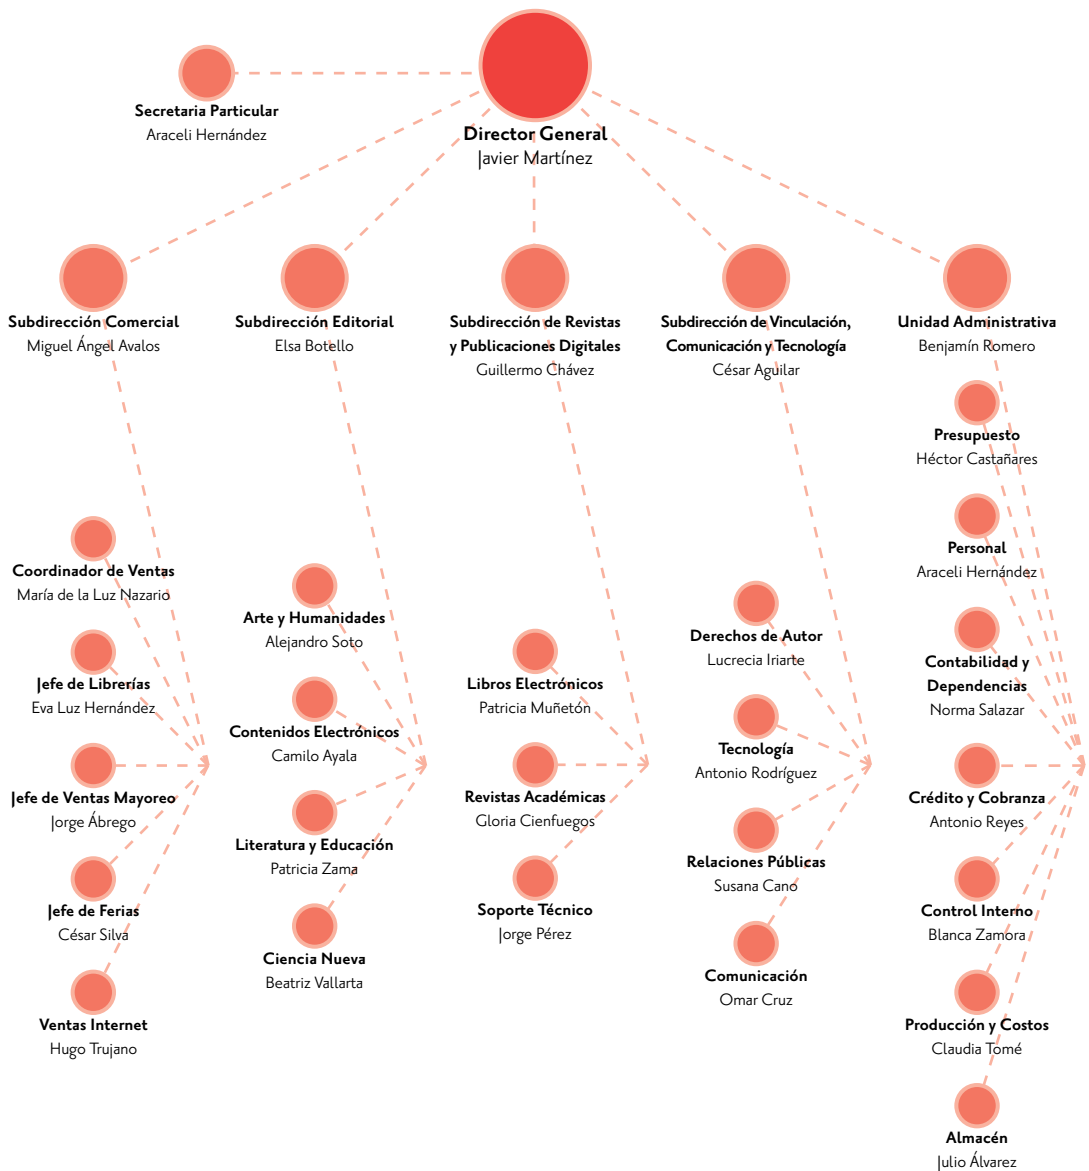 Secretaria Particular
Araceli Hernández
Director General
Javier Martínez
Subdirección Comercial
Miguel Ángel Avalos
Coordinador de Ventas
María de la Luz Nazario
Jefe de Librerías
Eva Luz Hernández
Jefe de Ventas Mayoreo
Jorge Ábrego
Jefe de Ferias
César Silva
Ventas Internet
Hugo Trujano
Subdirección Editorial
Elsa Botello
Arte y Humanidades
Alejandro Soto
Contenidos Electrónicos
Camilo Ayala
Literatura y Educación
Patricia Zama
Ciencia Nueva
Beatriz Vallarta
Subdirección de Revistas
y Publicaciones Digitales
Guillermo Chávez
Libros Electrónicos
Patricia Muñetón
Revistas Académicas
Gloria Cienfuegos
Soporte Técnico
Jorge Pérez
Subdirección de Vinculación,
Comunicación y Tecnología
César Aguilar
Derechos de Autor
Lucrecia Iriarte
Tecnología
Antonio Rodríguez
Relaciones Públicas
Susana Cano
Comunicación
Omar Cruz
Unidad Administrativa
Benjamín Romero
Presupuesto
Héctor Castañares
Personal
Araceli Hernández
Contabilidad y
Dependencias
Norma Salazar
Crédito y Cobranza
Antonio Reyes
Control Interno
Blanca Zamora
Producción y Costos
Claudia Tomé
Almacén
Julio Álvarez